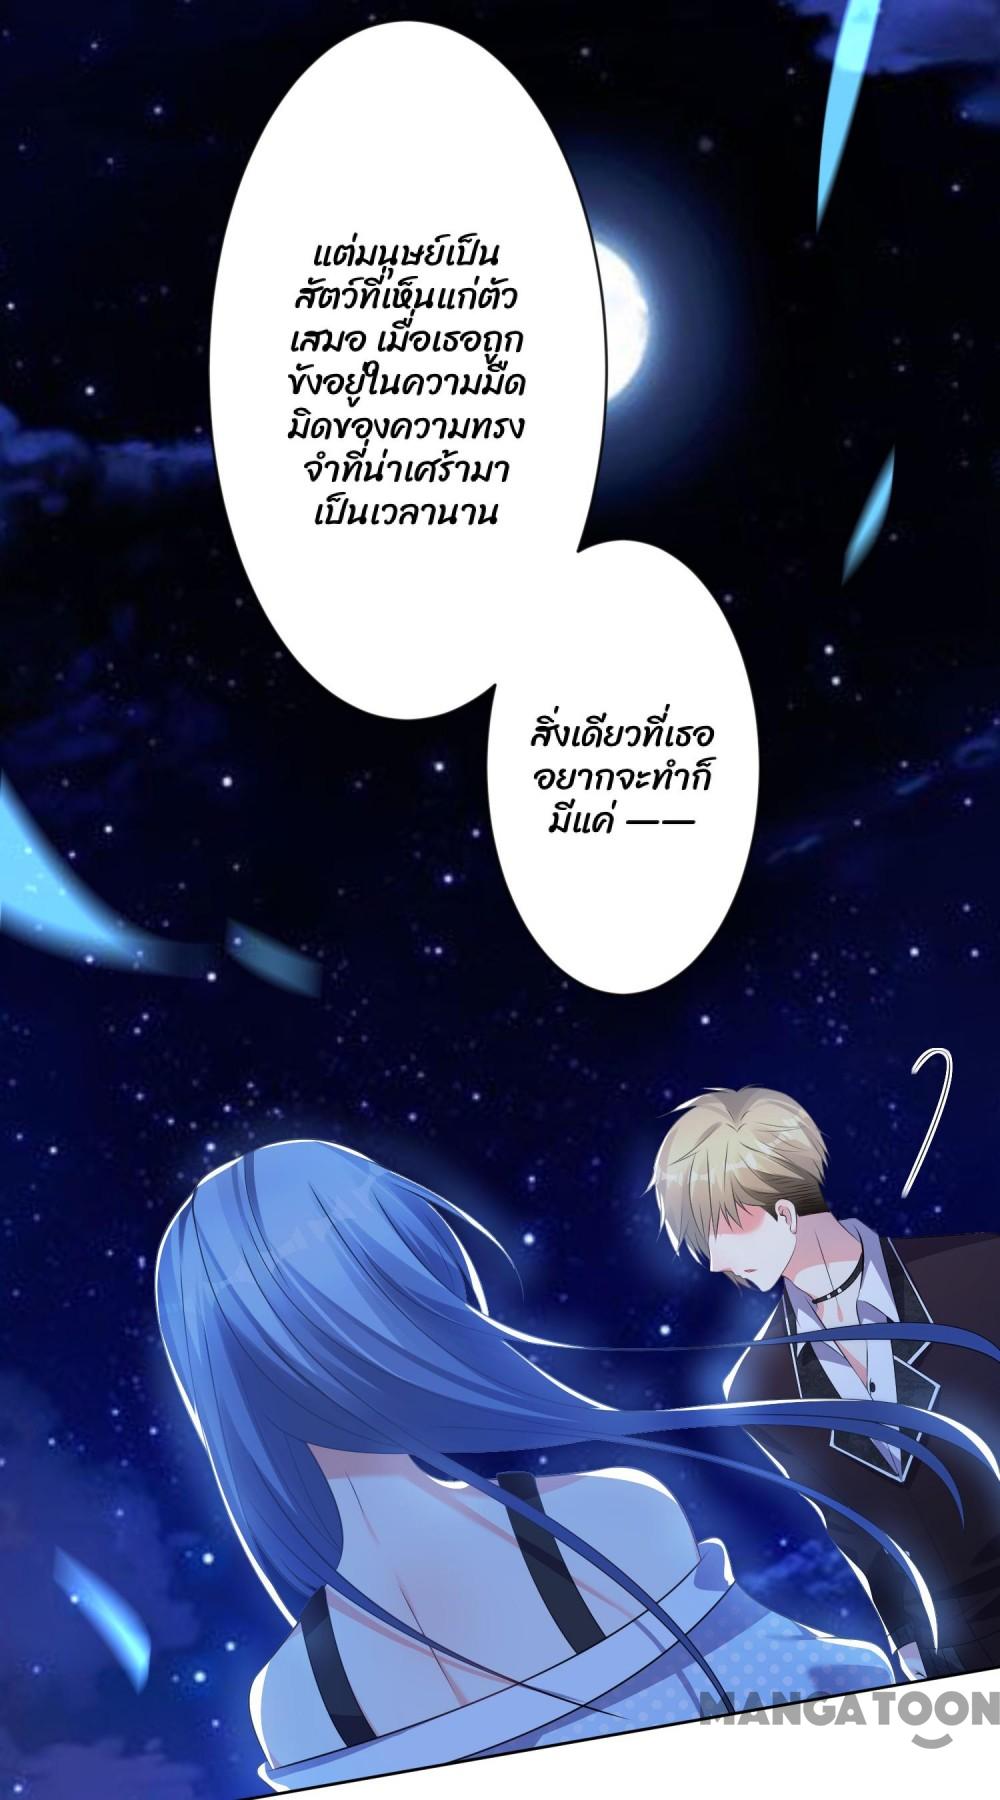 แต่มนุษย์เป็น
สัตว์ที่เห็นแก่ตัว
เสมอ เมื่อเธอถูก
ขังอยู่ในความมืด
มิดของความทรง
จำที่น่าเศร้ามา
เป็นเวลานาน
สิ่งเดียวที่เธอ
อยากจะทำก็
มีแค่ ——
MANGATOON